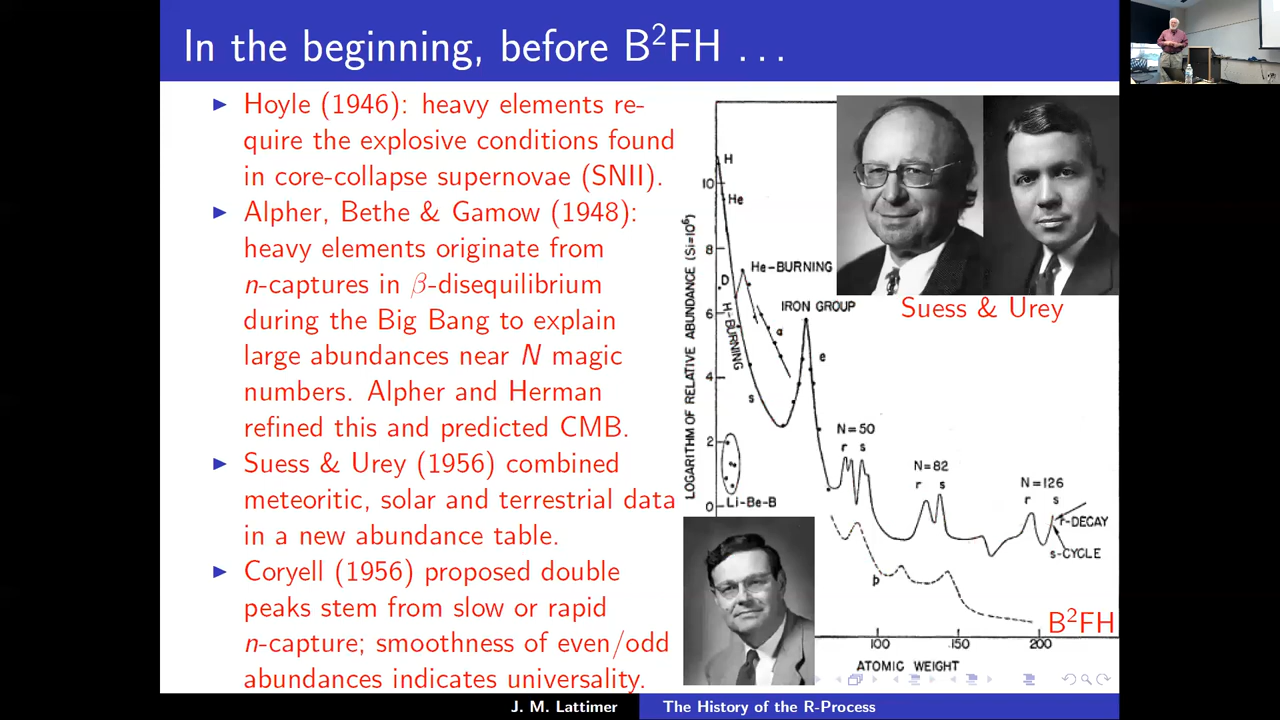 In the beginning, before B²FH ...
Hoyle (1946): heavy elements re-
quire the explosive conditions found
in core-collapse supernovae (SNII).
Alpher, Bethe & Gamow (1948):
heavy elements originate from
n-captures in β-disequilibrium
during the Big Bang to explain
large abundances near N magic
numbers. Alpher and Herman
refined this and predicted CMB.
Suess & Urey (1956) combined
meteoritic, solar and terrestrial data
in a new abundance table.
Coryell (1956) proposed double
peaks stem from slow or rapid
n-capture; smoothness of even/odd
abundances indicates universality.
Suess & Urey
LOGARITHM OF RELATIVE ABUNDANCE (Si=10⁶)
10
8
6
4
2
0
H
He
D
H-BURNING
He-BURNING
α
IRON GROUP
e
s
Li-Be-B
N=50
r s
N=82
r s
N=126
r s
r-DECAY
s-CYCLE
p
B²FH
100 150 200
ATOMIC WEIGHT
J. M. Lattimer
The History of the R-Process